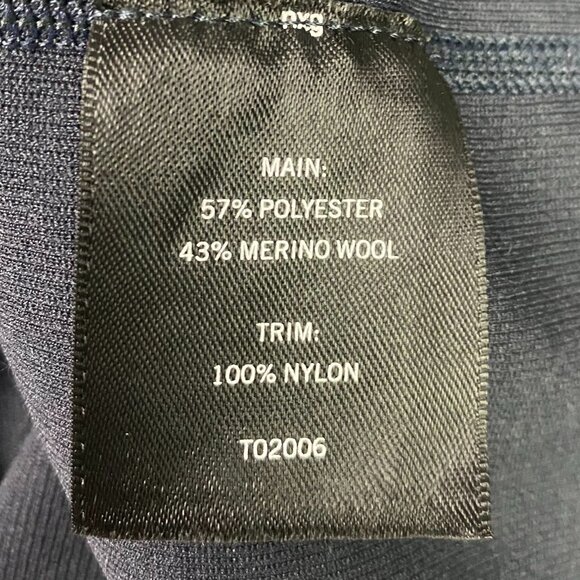 MAIN:
57% POLYESTER
43% MERINO WOOL
TRIM:
100% NYLON
T02006